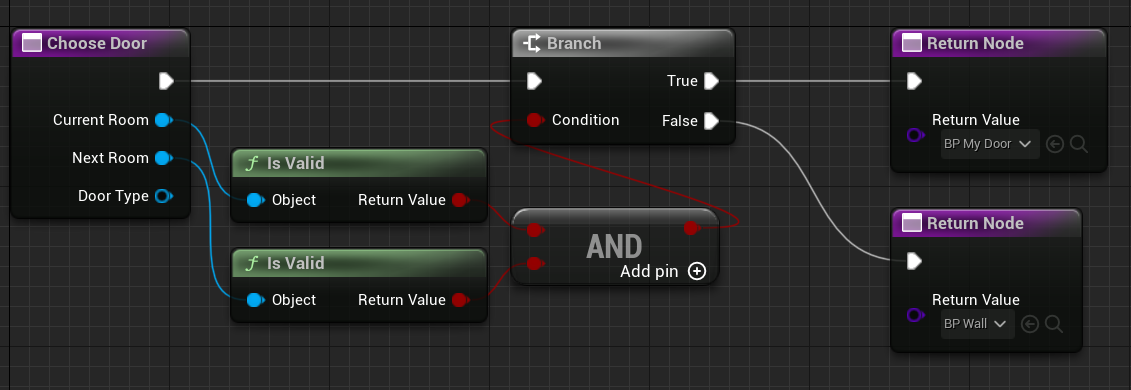 Choose Door
Current Room
Next Room
Door Type
f Is Valid
Object
Return Value
f Is Valid
Object
Return Value
Branch
True
Condition
False
AND
Add pin
Return Node
Return Value
BP My Door
Return Node
Return Value
BP Wall